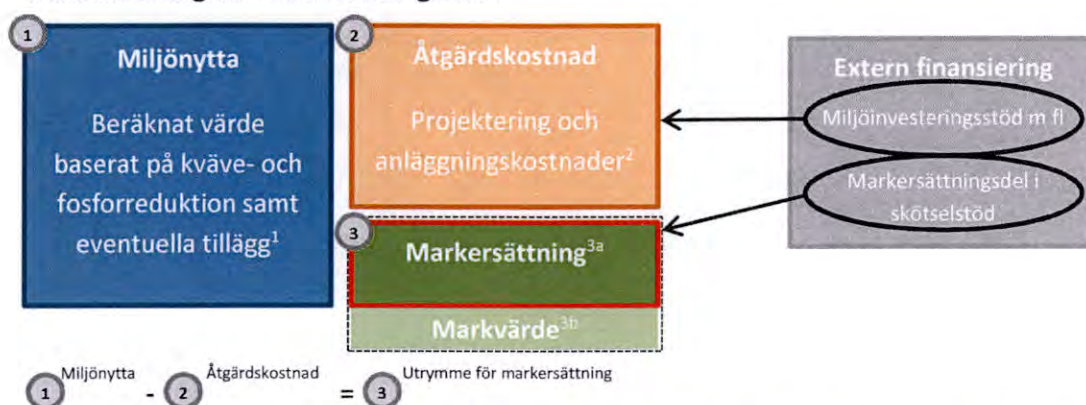 1
Miljönytta
Beräknat värde
baserat på kväve- och
fosforreduktion samt
eventuella tillägg1
2
Åtgärdskostnad
Projektering och
anläggningskostnader2
3
Markersättning3a
Markvärde3b
Extern finansiering
Miljöinvesteringsstöd m fl
Markersättningsdel i
skötselstöd
1 Miljönytta - 2 Åtgärdskostnad = 3 Utrymme för markersättning